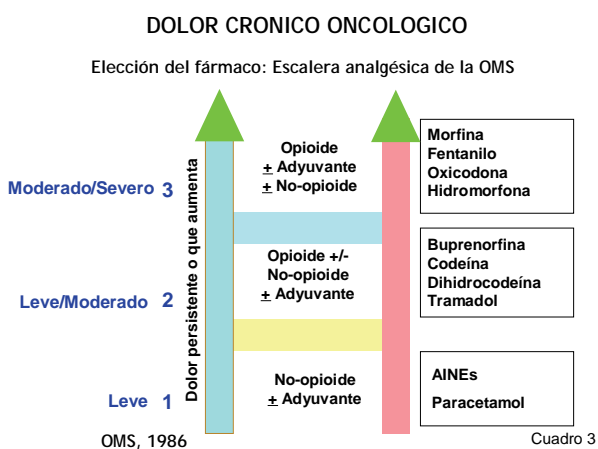 DOLOR CRONICO ONCOLOGICO
Elección del fármaco: Escalera analgésica de la OMS
Dolor persistente o que aumenta
Moderado/Severo 3
Opioide
+ Adyuvante
+ No-opioide
Morfina
Fentanilo
Oxicodona
Hidromorfona
Leve/Moderado 2
Opioide +/-
No-opioide
+ Adyuvante
Buprenorfina
Codeína
Dihidrocodeína
Tramadol
Leve 1
No-opioide
+ Adyuvante
AINEs
Paracetamol
OMS, 1986
Cuadro 3